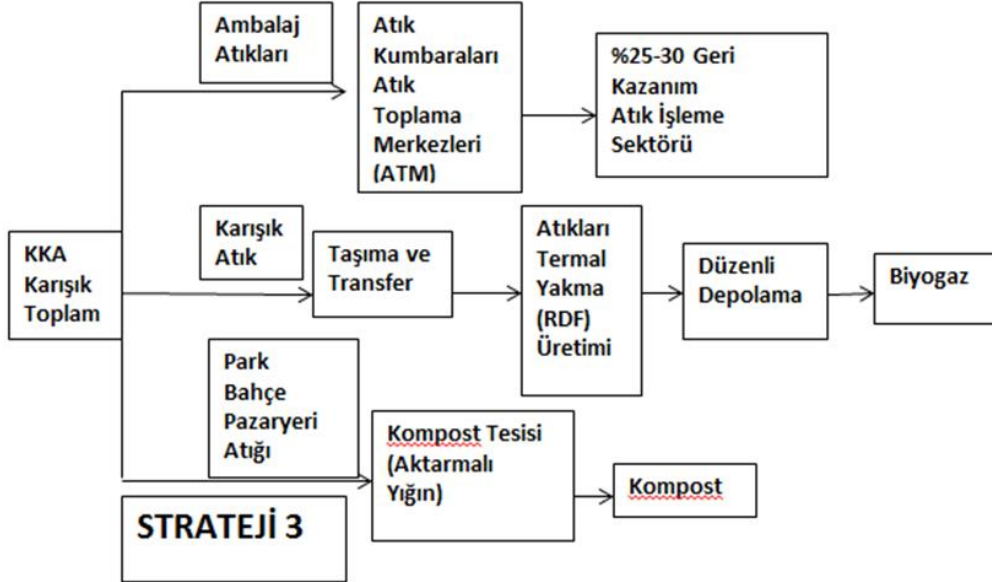 Ambalaj
Atıkları
Atık
Kumbaraları
Atık
Toplama
Merkezleri
(ATM)
%25-30 Geri
Kazanım
Atık İşleme
Sektörü
KKA
Karışık
Toplam
Karışık
Atık
Taşıma ve
Transfer
Atıkları
Termal
Yakma
(RDF)
Üretimi
Düzenli
Depolama
Biyogaz
Park
Bahçe
Pazaryeri
Atığı
Kompost Tesisi
(Aktarmalı
Yığın)
Kompost
STRATEJİ 3